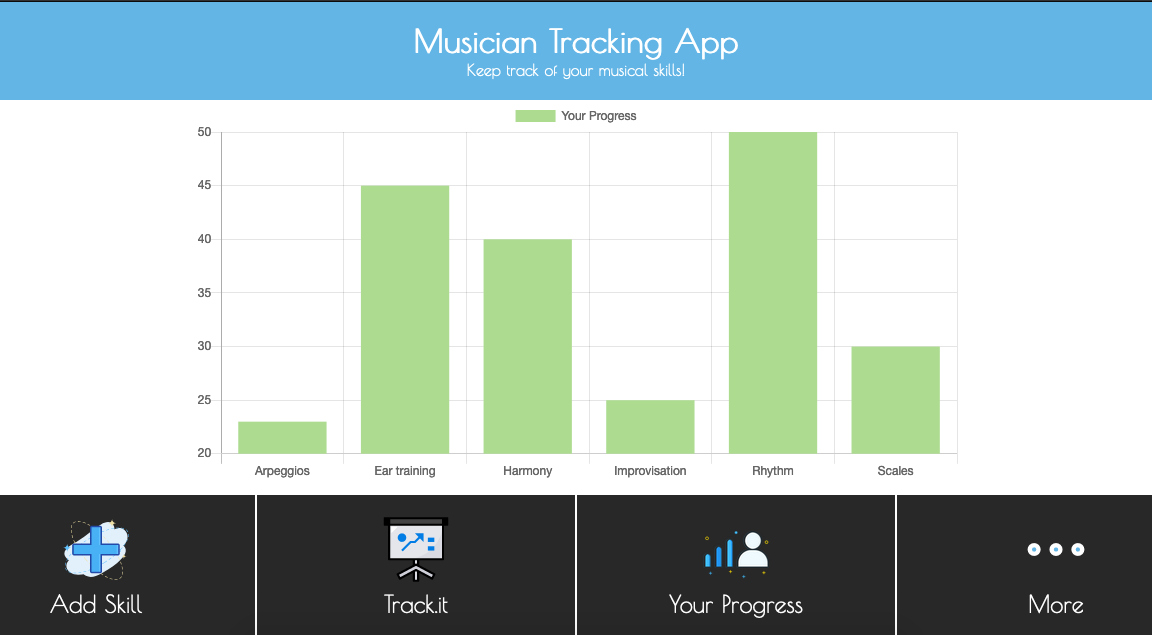 Musician Tracking App
Keep track of your musical skills!
Your Progress
50
45
40
35
30
25
20
Arpeggios Ear training Harmony Improvisation Rhythm Scales
Add Skill Track.it Your Progress More